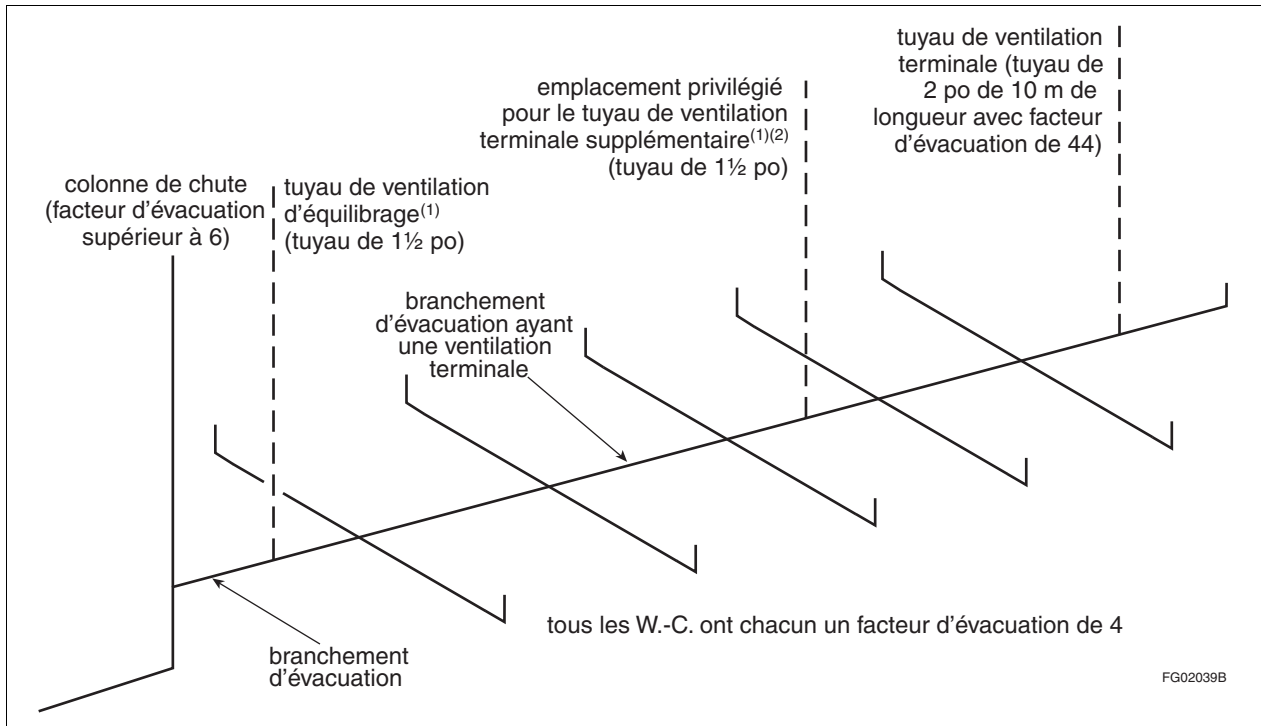 tuyau de ventilation
terminale (tuyau de
2 po de 10 m de
longueur avec facteur
d'évacuation de 44)
emplacement privilégié
pour le tuyau de ventilation
terminale supplémentaire(1)(2)
(tuyau de 1½ po)
colonne de chute
(facteur d'évacuation
supérieur à 6)
tuyau de ventilation
d'équilibrage(1)
(tuyau de 1½ po)
branchement
d'évacuation ayant
une ventilation
terminale
tous les W.-C. ont chacun un facteur d'évacuation de 4
branchement
d'évacuation
FG02039B